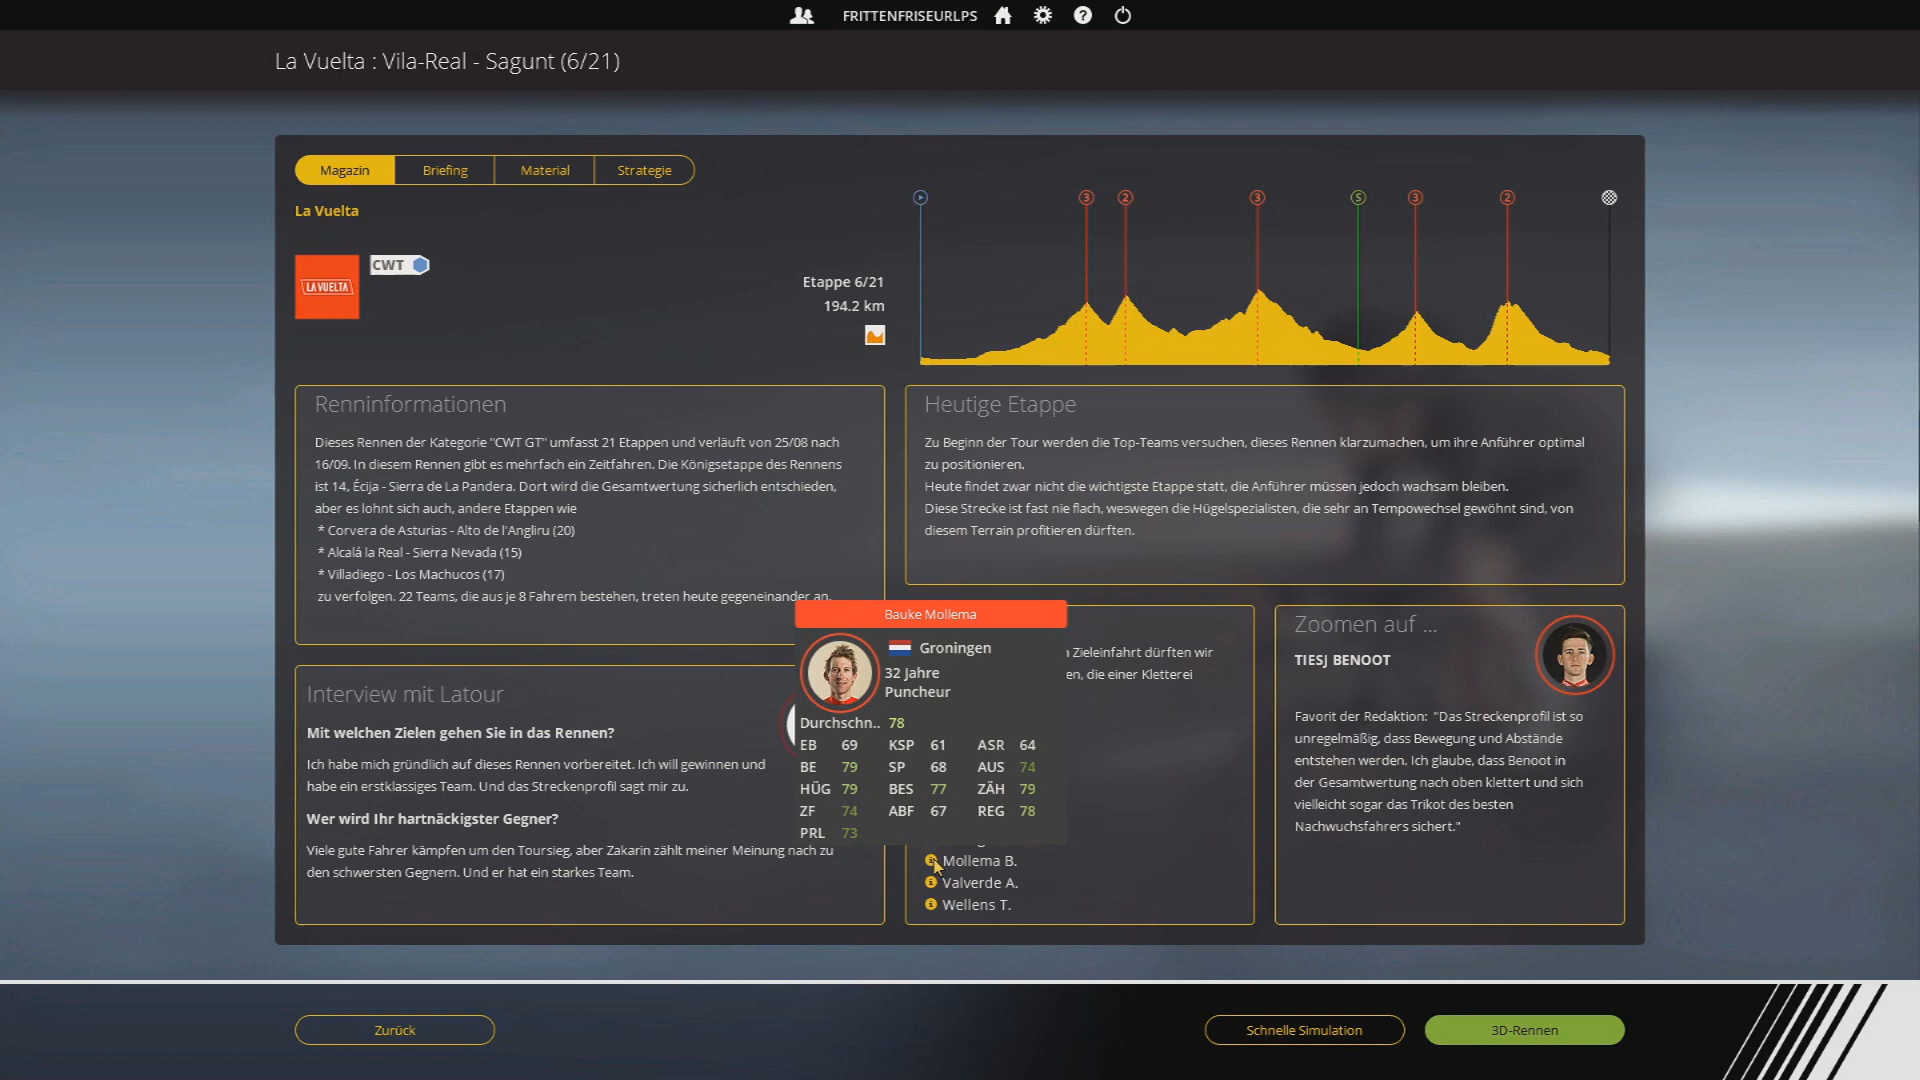 FRITTENFRISEURLPS
La Vuelta : Vila-Real - Sagunt (6/21)
Magazin
Briefing
Material
Strategie
La Vuelta
LA VUELTA
CWT
Etappe 6/21
194.2 km
3
2
3
S
3
2
Renninformationen
Dieses Rennen der Kategorie "CWT GT" umfasst 21 Etappen und verläuft von 25/08 nach
16/09. In diesem Rennen gibt es mehrfach ein Zeitfahren. Die Königsetappe des Rennens
ist 14, Écija - Sierra de La Pandera. Dort wird die Gesamtwertung sicherlich entschieden,
aber es lohnt sich auch, andere Etappen wie
* Corvera de Asturias - Alto de l'Angliru (20)
* Alcalá la Real - Sierra Nevada (15)
* Villadiego - Los Machucos (17)
zu verfolgen. 22 Teams, die aus je 8 Fahrern bestehen, treten heute gegeneinander an.
Heutige Etappe
Zu Beginn der Tour werden die Top-Teams versuchen, dieses Rennen klarzumachen, um ihre Anführer optimal
zu positionieren.
Heute findet zwar nicht die wichtigste Etappe statt, die Anführer müssen jedoch wachsam bleiben.
Diese Strecke ist fast nie flach, weswegen die Hügelspezialisten, die sehr an Tempowechsel gewöhnt sind, von
diesem Terrain profitieren dürften.
Interview mit Latour
Mit welchen Zielen gehen Sie in das Rennen?
Ich habe mich gründlich auf dieses Rennen vorbereitet. Ich will gewinnen und
habe ein erstklassiges Team. Und das Streckenprofil sagt mir zu.
Wer wird Ihr hartnäckigster Gegner?
Viele gute Fahrer kämpfen um den Toursieg, aber Zakarin zählt meiner Meinung nach zu
den schwersten Gegnern. Und er hat ein starkes Team.
Bauke Mollema
Groningen
32 Jahre
Puncheur
Durchschn.. 78
EB 69 KSP 61 ASR 64
BE 79 SP 68 AUS 74
HÜG 79 BES 77 ZÄH 79
ZF 74 ABF 67 REG 78
PRL 73
Zieleinfahrt dürften wir
en, die einer Kletterei
Mollema B.
Valverde A.
Wellens T.
Zoomen auf ...
TIESJ BENOOT
Favorit der Redaktion: "Das Streckenprofil ist so
unregelmäßig, dass Bewegung und Abstände
entstehen werden. Ich glaube, dass Benoot in
der Gesamtwertung nach oben klettert und sich
vielleicht sogar das Trikot des besten
Nachwuchsfahrers sichert."
Zurück
Schnelle Simulation
3D-Rennen